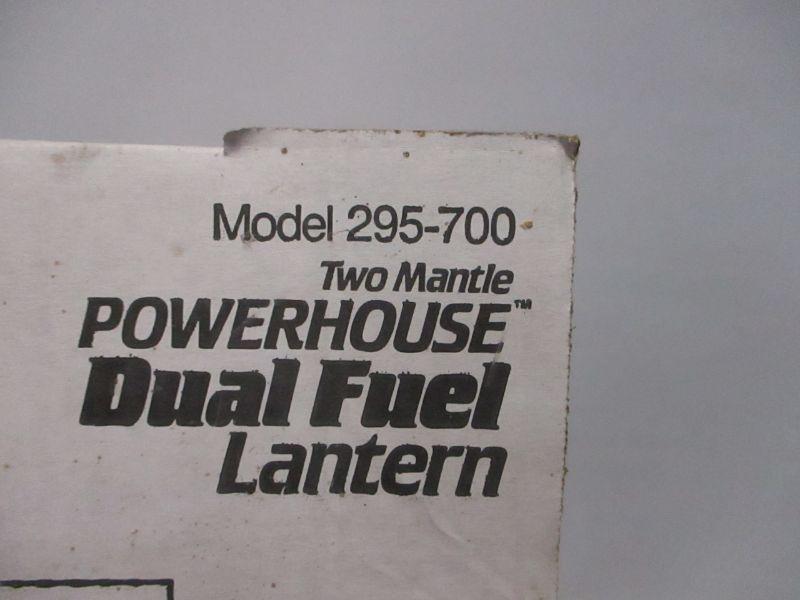 Model 295-700
Two Mantle
POWERHOUSE™
Dual Fuel
Lantern